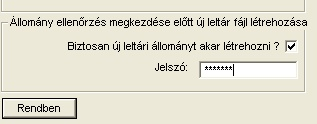 Állomány ellenőrzés megkezdése előtt új leltár fájl létrehozása
Biztosan új leltári állományt akar létrehozni ?
Jelszó: *******
Rendben